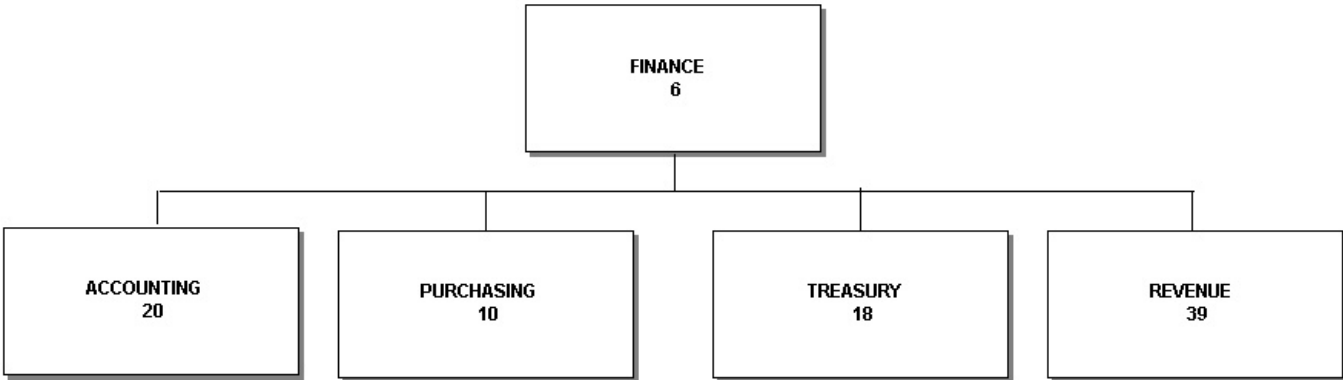 FINANCE
6
ACCOUNTING
20
PURCHASING
10
TREASURY
18
REVENUE
39